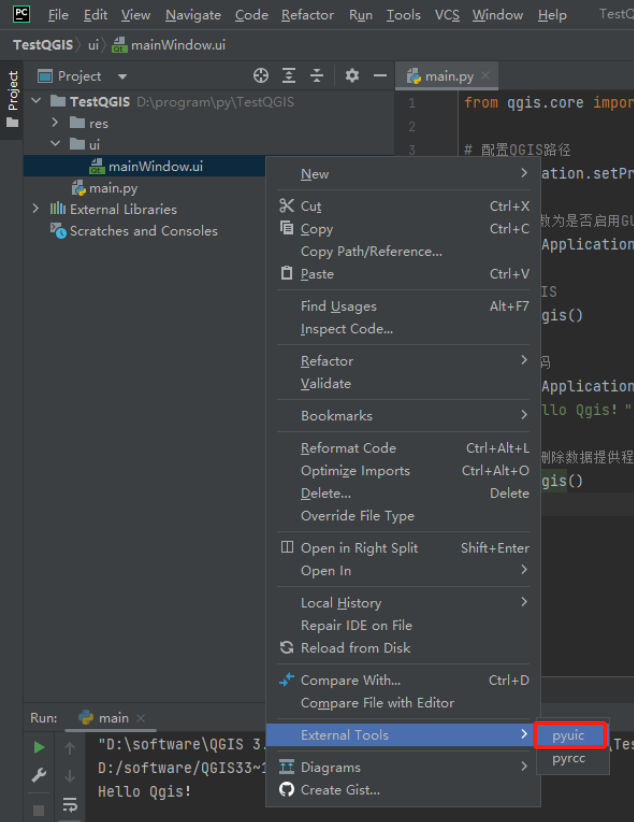 PC File Edit View Navigate Code Refactor Run Tools VCS Window Help TestQ
TestQGIS ui mainWindow.ui
Project
Project main.py
TestQGIS D:\program\py\TestQGIS
res
ui
mainWindow.ui
main.py
External Libraries
Scratches and Consoles
1 from qgis.core impor
2
3 # 配置QGIS路径
ation.setPr
数为是否启用GU
Application
IS
gis()
码
Application
llo Qgis! "
删除数据提供程
gis()
New
Cut Ctrl+X
Copy Ctrl+C
Copy Path/Reference...
Paste Ctrl+V
Find Usages Alt+F7
Inspect Code...
Refactor
Validate
Bookmarks
Reformat Code Ctrl+Alt+L
Optimize Imports Ctrl+Alt+O
Delete... Delete
Override File Type
Open in Right Split Shift+Enter
Open In
Local History
Repair IDE on File
Reload from Disk
Compare With... Ctrl+D
Compare File with Editor
External Tools
Diagrams
Create Gist...
pyuic
pyrcc
Run: main
"D:\software\QGIS 3. \Tes
D:/software/QGIS33~1
Hello Qgis!